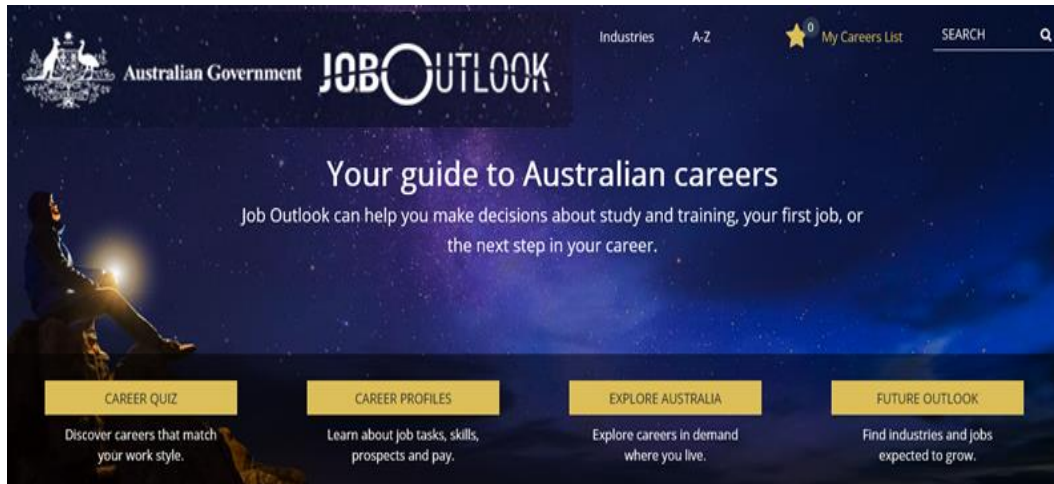 Australian Government
JOBOUTLOOK
Industries
A-Z
0
My Careers List
SEARCH
Your guide to Australian careers
Job Outlook can help you make decisions about study and training, your first job, or
the next step in your career.
CAREER QUIZ
Discover careers that match
your work style.
CAREER PROFILES
Learn about job tasks, skills,
prospects and pay.
EXPLORE AUSTRALIA
Explore careers in demand
where you live.
FUTURE OUTLOOK
Find industries and jobs
expected to grow.